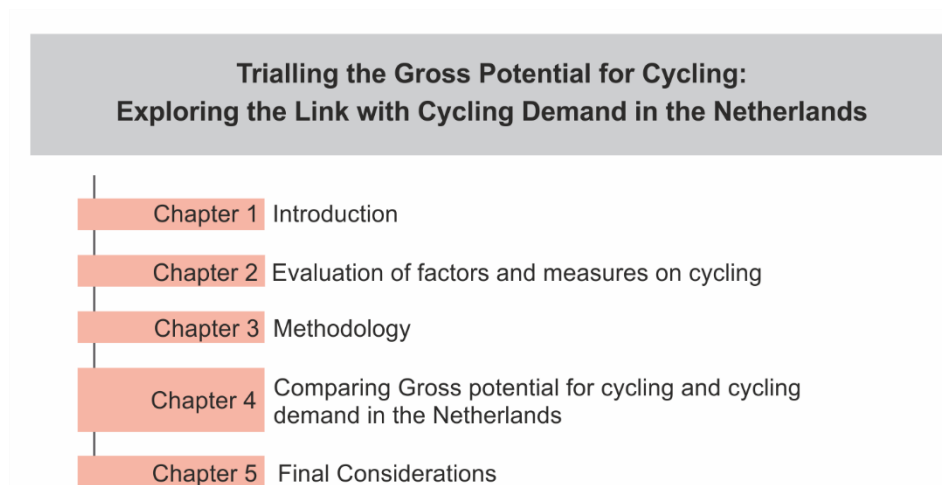 Trialling the Gross Potential for Cycling:
Exploring the Link with Cycling Demand in the Netherlands
Chapter 1 Introduction
Chapter 2 Evaluation of factors and measures on cycling
Chapter 3 Methodology
Chapter 4 Comparing Gross potential for cycling and cycling
demand in the Netherlands
Chapter 5 Final Considerations